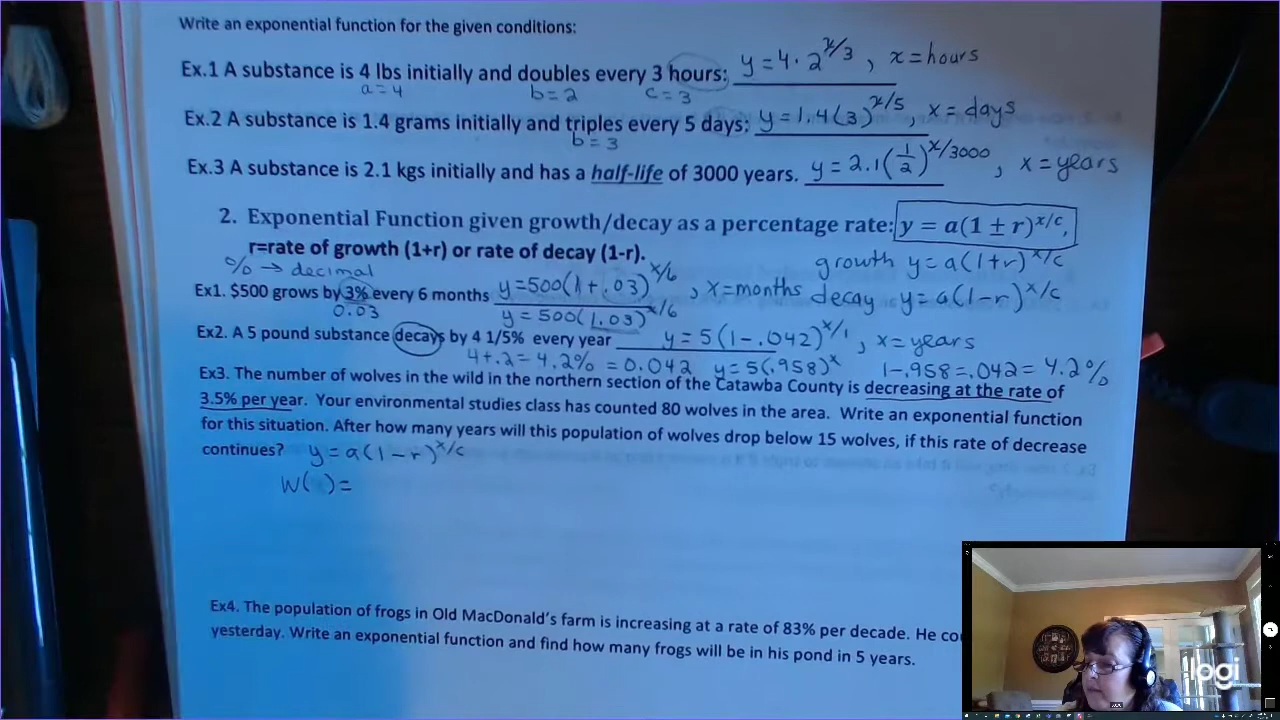 Write an exponential function for the given conditions:
Ex.1 A substance is 4 lbs initially and doubles every 3 hours: y = 4 · 2^(x/3), x = hours
a = 4 b = 2 c = 3
Ex.2 A substance is 1.4 grams initially and triples every 5 days: y = 1.4(3)^(x/5), x = days
b = 3
Ex.3 A substance is 2.1 kgs initially and has a half-life of 3000 years. y = 2.1(1/2)^(x/3000), x = years
2. Exponential Function given growth/decay as a percentage rate: y = a(1 ± r)^(x/c),
r=rate of growth (1+r) or rate of decay (1-r).
growth y = a(1+r)^(x/c)
% → decimal
Ex1. $500 grows by 3% every 6 months y = 500(1 + .03)^(x/6), x = months decay y = a(1-r)^(x/c)
0.03 y = 500(1.03)^(x/6)
Ex2. A 5 pound substance decays by 4 1/5% every year y = 5(1 - .042)^(x/1), x = years
4 + .2 = 4.2% = 0.042 y = 5(.958)^x 1 - .958 = .042 = 4.2%
Ex3. The number of wolves in the wild in the northern section of the Catawba County is decreasing at the rate of
3.5% per year. Your environmental studies class has counted 80 wolves in the area. Write an exponential function
for this situation. After how many years will this population of wolves drop below 15 wolves, if this rate of decrease
continues? y = a(1 - r)^(x/c)
W( ) =
Ex4. The population of frogs in Old MacDonald's farm is increasing at a rate of 83% per decade. He co
yesterday. Write an exponential function and find how many frogs will be in his pond in 5 years.
logi